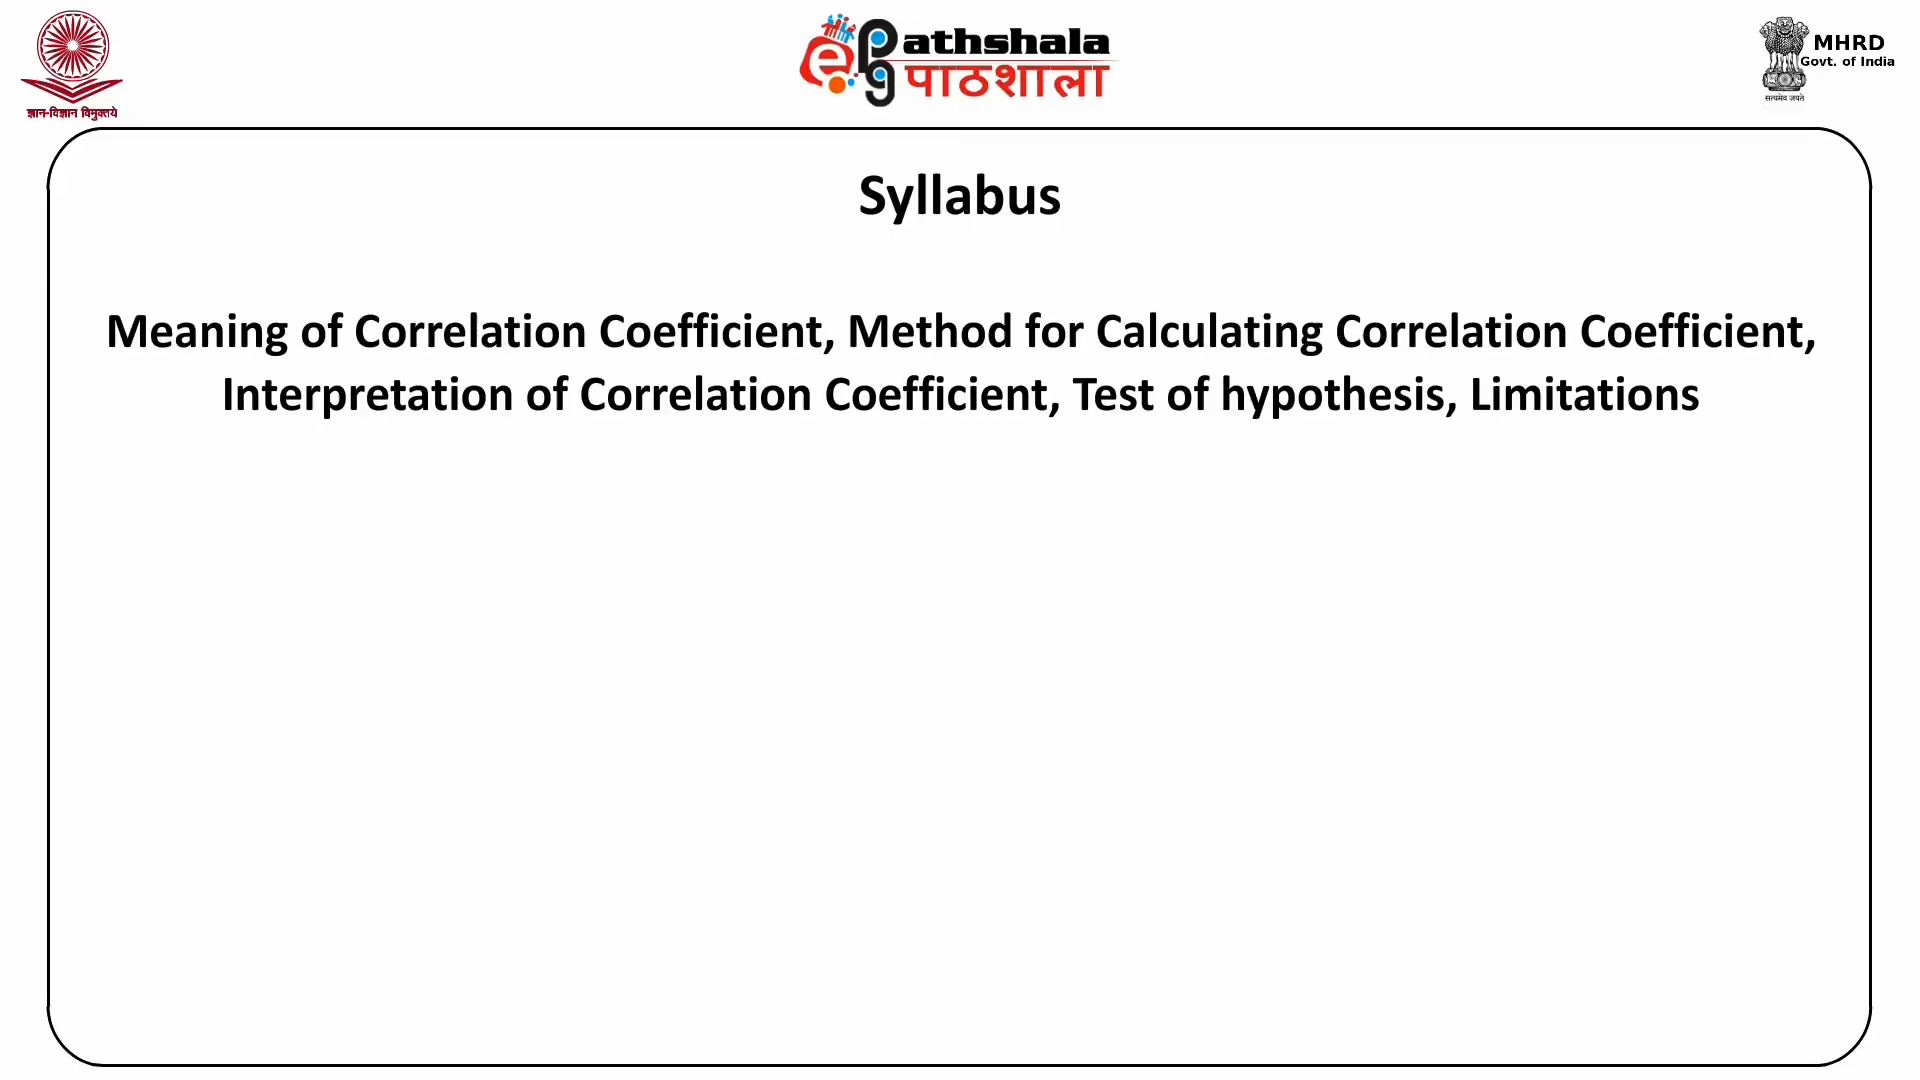 ज्ञान-विज्ञान विमुक्तये
ePathshala
पाठशाला
MHRD
Govt. of India
सत्यमेव जयते
Syllabus
Meaning of Correlation Coefficient, Method for Calculating Correlation Coefficient,
Interpretation of Correlation Coefficient, Test of hypothesis, Limitations